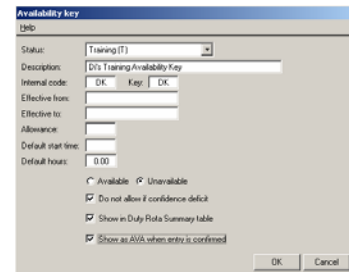 Availability key
Help
Status: Training (T)
Description: Di's Training Availability Key
Internal code: DK Key: DK
Effective from:
Effective to:
Allowance:
Default start time:
Default hours: 0.00
Available Unavailable
Do not allow if confidence deficit
Show in Duty Rota Summary table
Show as AVA when entry is confirmed
OK Cancel